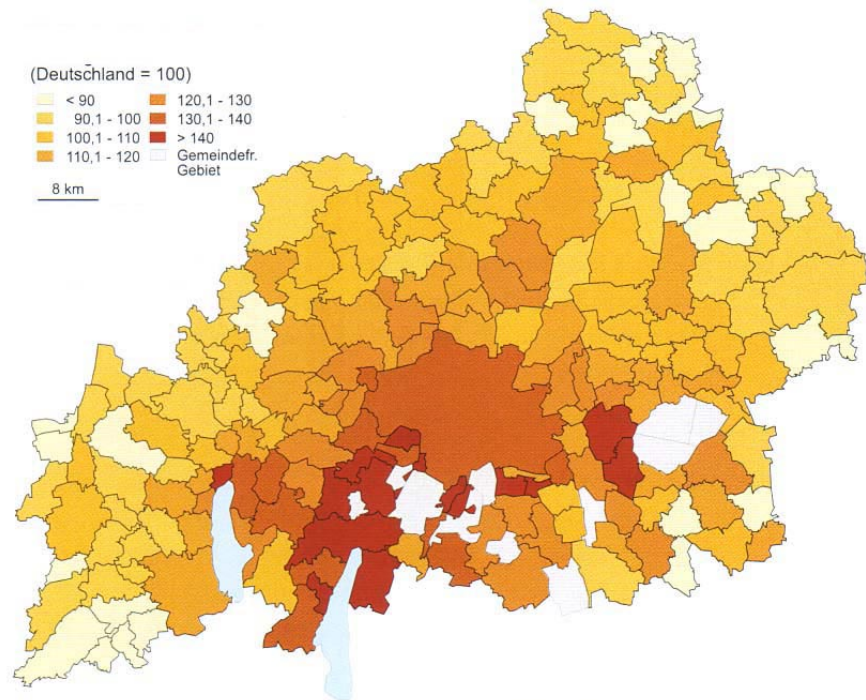 (Deutschland = 100)
< 90
90,1 - 100
100,1 - 110
110,1 - 120
120,1 - 130
130,1 - 140
> 140
Gemeindefr.
Gebiet
8 km